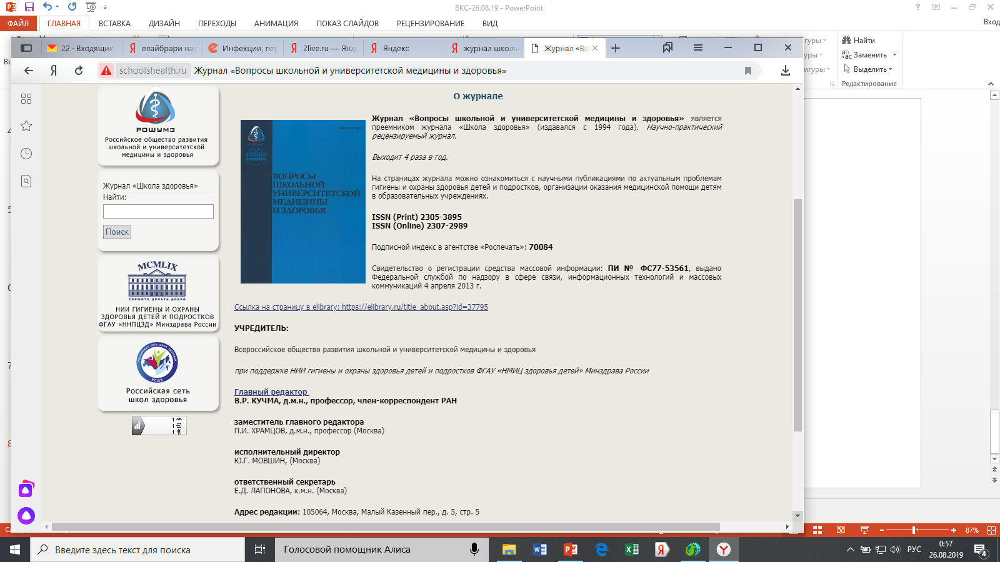 ВКС-26.08.19 - PowerPoint
ФАЙЛ ГЛАВНАЯ ВСТАВКА ДИЗАЙН ПЕРЕХОДЫ АНИМАЦИЯ ПОКАЗ СЛАЙДОВ РЕЦЕНЗИРОВАНИЕ ВИД
Вход
22 · Входящие
елайбрари нау
Инфекции, пер
2live.ru — Янде
Яндекс
журнал школь
Журнал «Во
Найти
Заменить
Выделить
Редактирование
schoolshealth.ru Журнал «Вопросы школьной и университетской медицины и здоровья»
РОШУМЗ
Российское общество развития
школьной и университетской
медицины и здоровья
Журнал «Школа здоровья»
Найти:
Поиск
MCMLIX
СПЕШИТЕ ДЕЛАТЬ ДОБРО
НИИ ГИГИЕНЫ И ОХРАНЫ
ЗДОРОВЬЯ ДЕТЕЙ И ПОДРОСТКОВ
ФГАУ «ННПЦЗД» Минздрава России
РСШЗ
Российская сеть
школ здоровья
О журнале
ВОПРОСЫ
ШКОЛЬНОЙ
УНИВЕРСИТЕТСКОЙ
МЕДИЦИНЫ
И ЗДОРОВЬЯ
Журнал «Вопросы школьной и университетской медицины и здоровья» является
преемником журнала «Школа здоровья» (издавался с 1994 года). Научно-практический
рецензируемый журнал.
Выходит 4 раза в год.
На страницах журнала можно ознакомиться с научными публикациями по актуальным проблемам
гигиены и охраны здоровья детей и подростков, организации оказания медицинской помощи детям
в образовательных учреждениях.
ISSN (Print) 2305-3895
ISSN (Online) 2307-2989
Подписной индекс в агентстве «Роспечать»: 70084
Свидетельство о регистрации средства массовой информации: ПИ № ФС77-53561, выдано
Федеральной службой по надзору в сфере связи, информационных технологий и массовых
коммуникаций 4 апреля 2013 г.
Ссылка на страницу в elibrary: https://elibrary.ru/title_about.asp?id=37795
УЧРЕДИТЕЛЬ:
Всероссийское общество развития школьной и университетской медицины и здоровья
при поддержке НИИ гигиены и охраны здоровья детей и подростков ФГАУ «НМИЦ здоровья детей» Минздрава России
Главный редактор
В.Р. КУЧМА, д.м.н., профессор, член-корреспондент РАН
заместитель главного редактора
П.И. ХРАМЦОВ, д.м.н., профессор (Москва)
исполнительный директор
Ю.Г. МОВШИН, (Москва)
ответственный секретарь
Е.Д. ЛАПОНОВА, к.м.н. (Москва)
Адрес редакции: 105064, Москва, Малый Казенный пер., д. 5, стр. 5
87%
Введите здесь текст для поиска
Голосовой помощник Алиса
РУС
0:57
26.08.2019
4